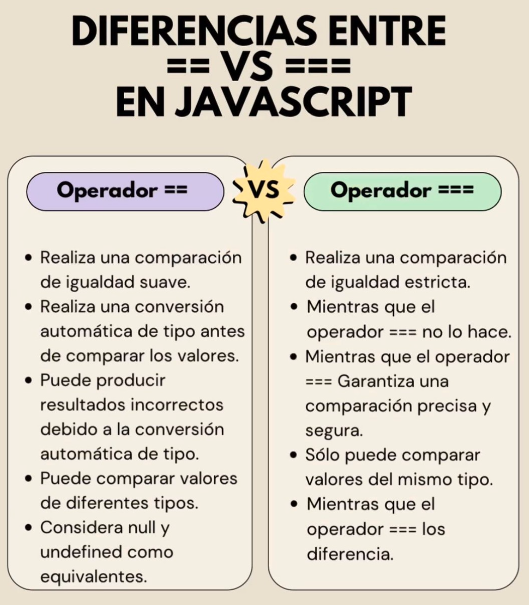 DIFERENCIAS ENTRE
== VS ===
EN JAVASCRIPT
Operador ==
VS
Operador ===
• Realiza una comparación
de igualdad suave.
• Realiza una conversión
automática de tipo antes
de comparar los valores.
• Puede producir
resultados incorrectos
debido a la conversión
automática de tipo.
• Puede comparar valores
de diferentes tipos.
• Considera null y
undefined como
equivalentes.
• Realiza una comparación
de igualdad estricta.
• Mientras que el
operador === no lo hace.
• Mientras que el operador
=== Garantiza una
comparación precisa y
segura.
• Sólo puede comparar
valores del mismo tipo.
• Mientras que el
operador === los
diferencia.